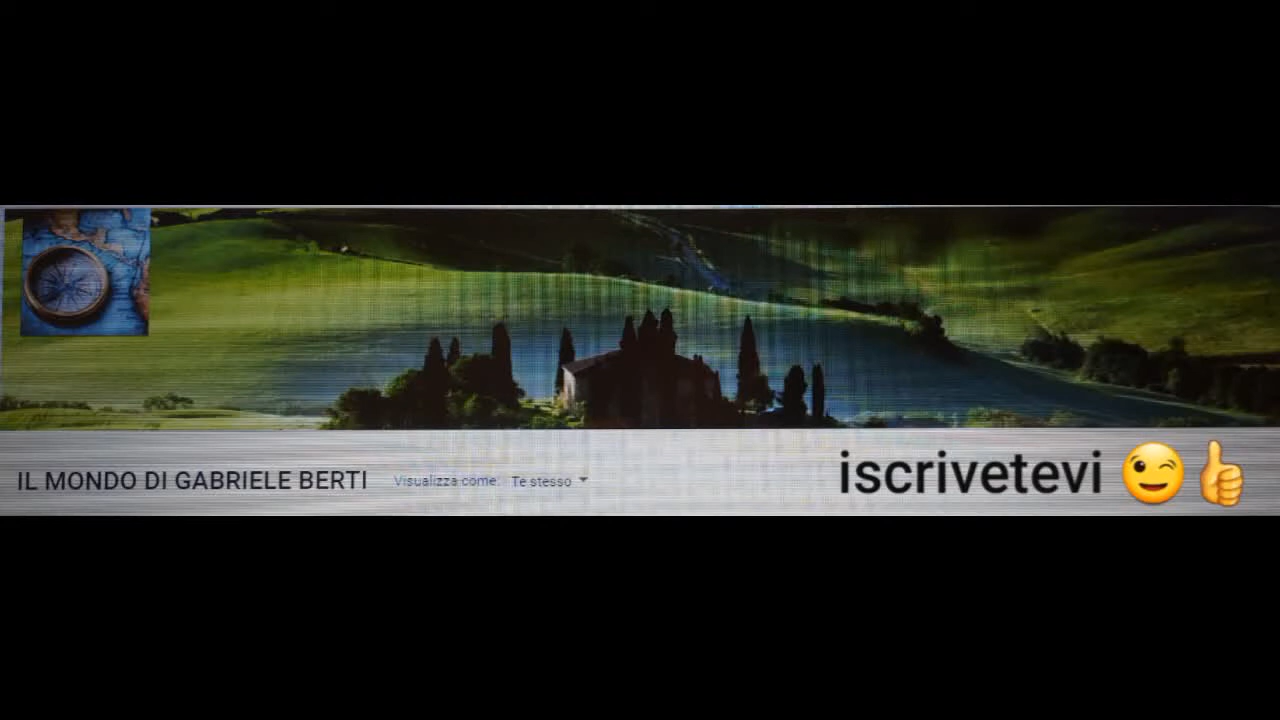 IL MONDO DI GABRIELE BERTI Visualizza come: Te stesso iscrivetevi 😉👍